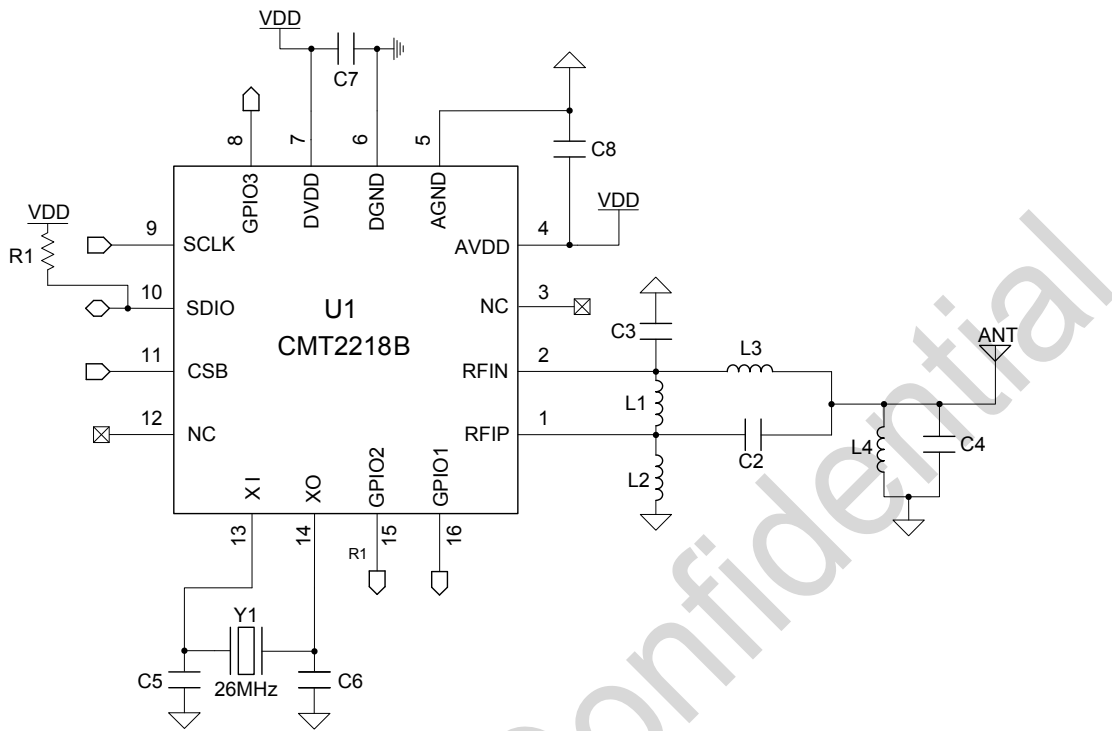 VDD
C7
8
7
6
5
C8
GPIO3
DVDD
DGND
AGND
VDD
VDD
R1
9
SCLK
AVDD
4
10
SDIO
U1
CMT2218B
NC
3
C3
ANT
11
CSB
RFIN
2
L3
L1
12
NC
RFIP
1
C2
L4
C4
L2
XI
XO
GPIO2
GPIO1
13
14
R1
15
16
Y1
C5
26MHz
C6
Confidential